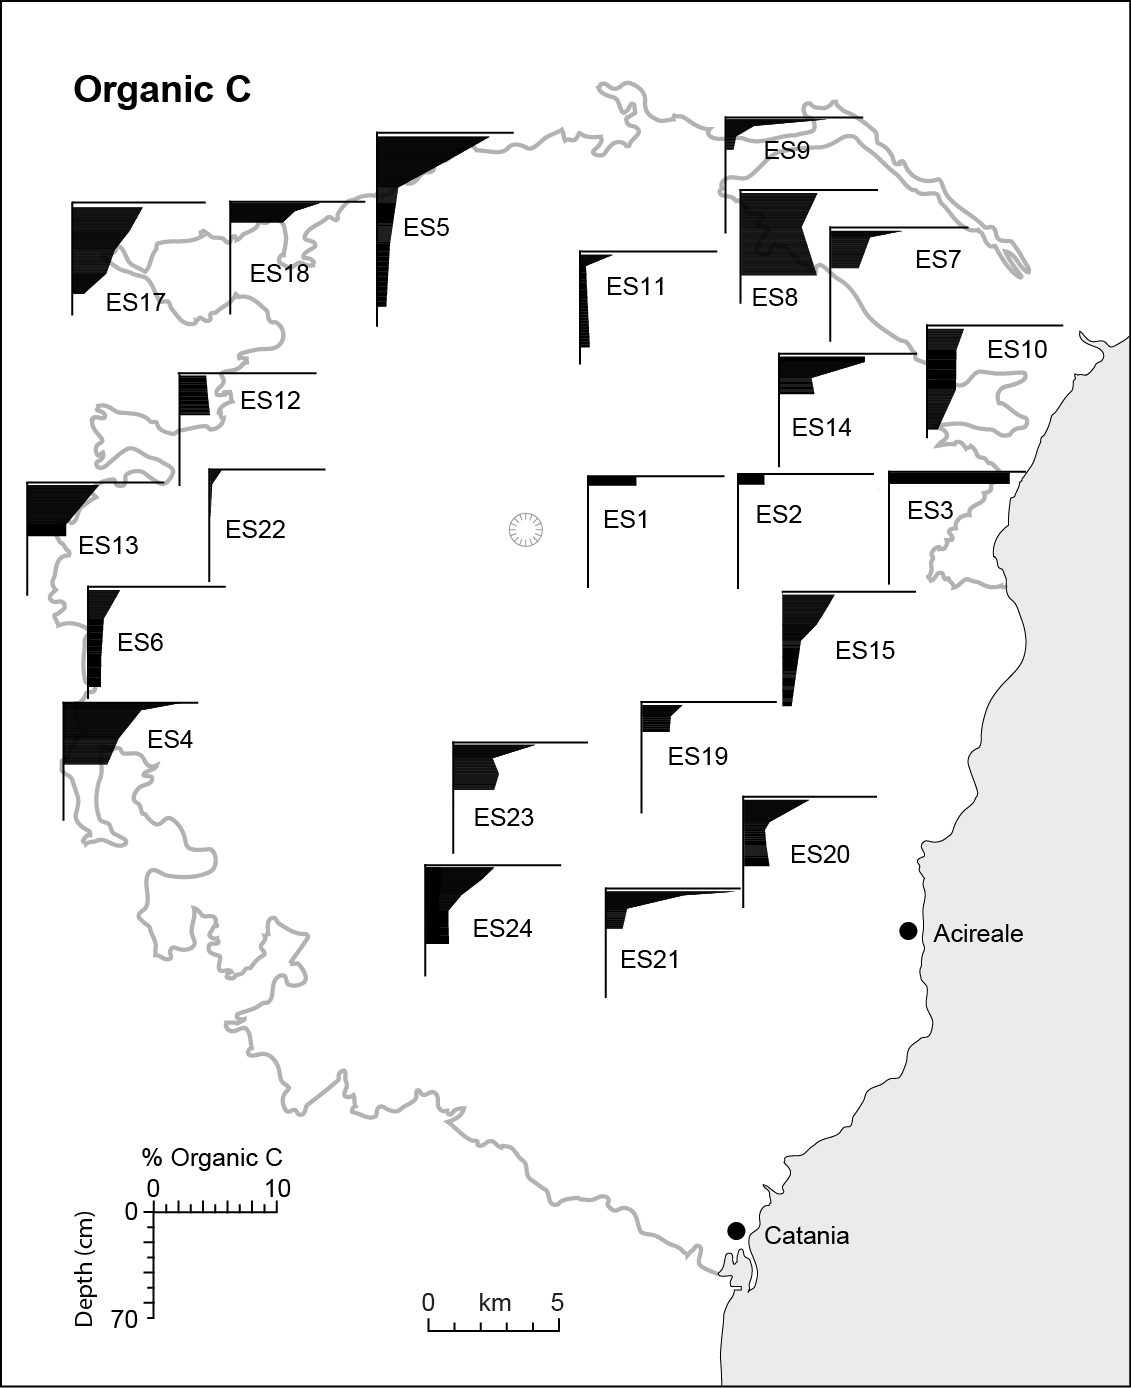 Organic C
ES9
ES5
ES7
ES18
ES11
ES8
ES17
ES10
ES12
ES14
ES3
ES2
ES1
ES22
ES13
ES6
ES15
ES4
ES19
ES23
ES20
ES24
ES21
Acireale
% Organic C
0 10
0
Depth (cm)
70
0 km 5
Catania